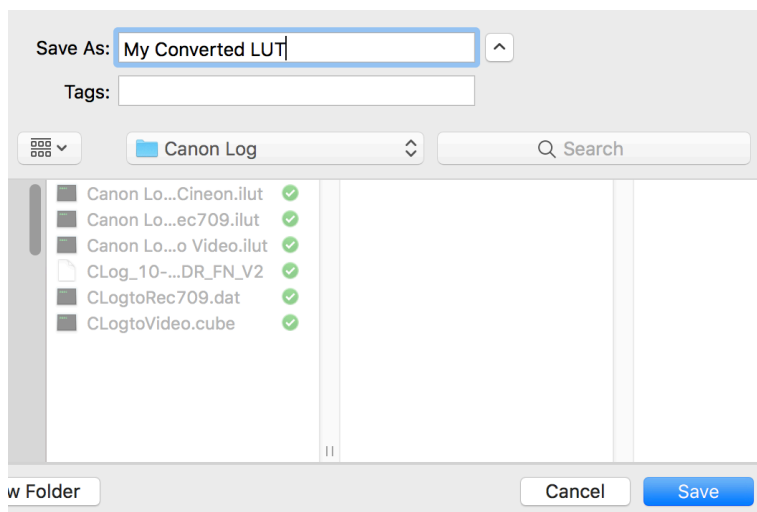 Save As: My Converted LUT
Tags:
Canon Log
Search
Canon Lo...Cineon.ilut
Canon Lo...ec709.ilut
Canon Lo...o Video.ilut
CLog_10-...DR_FN_V2
CLogtoRec709.dat
CLogtoVideo.cube
w Folder
Cancel
Save